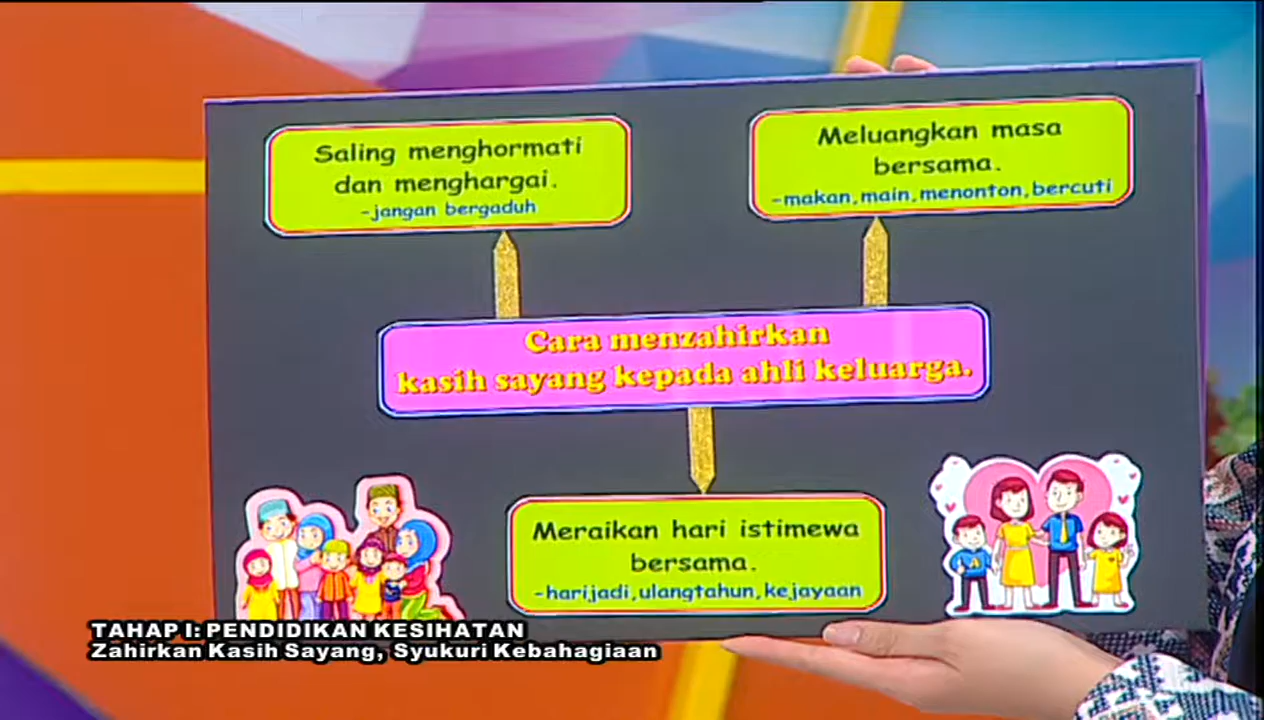 Saling menghormati
dan menghargai.
-jangan bergaduh
Meluangkan masa
bersama.
-makan, main, menonton, bercuti
Cara menzahirkan
kasih sayang kepada ahli keluarga.
Meraikan hari istimewa
bersama.
-harijadi, ulangtahun, kejayaan
TAHAP I: PENDIDIKAN KESIHATAN
Zahirkan Kasih Sayang, Syukuri Kebahagiaan